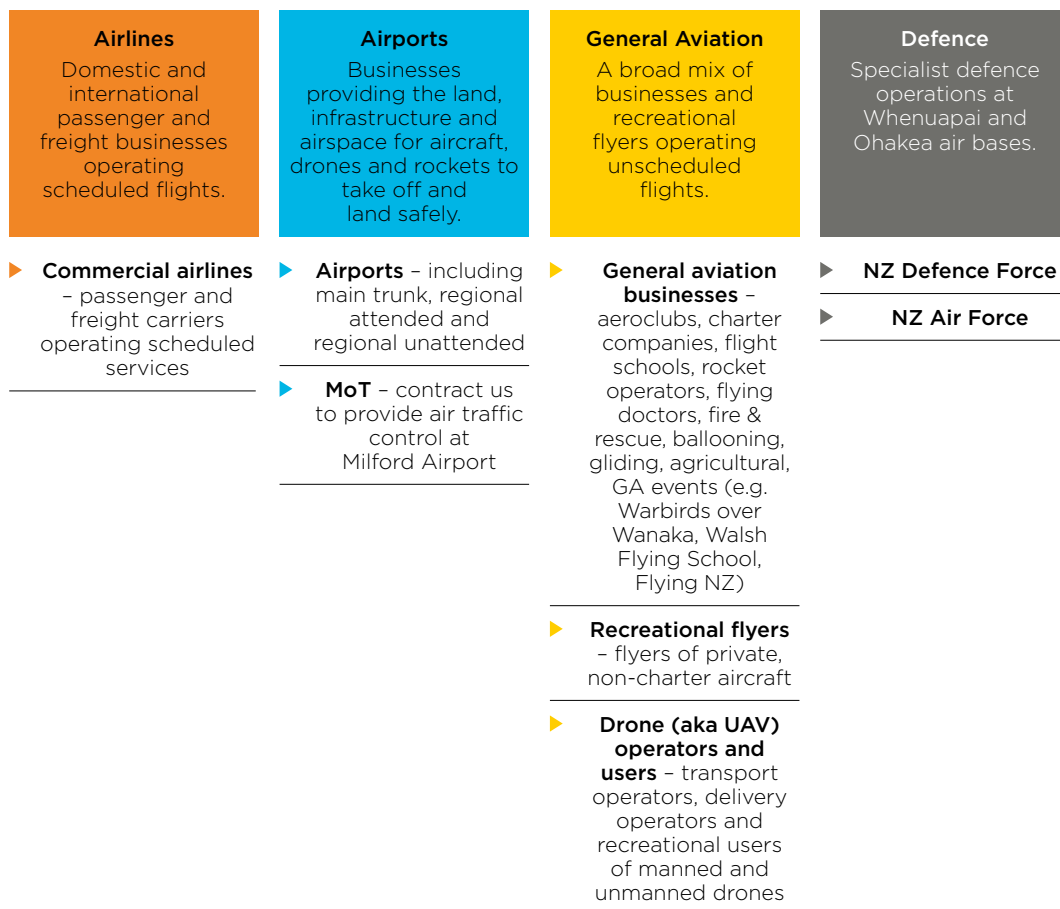 Airlines
Domestic and
international
passenger and
freight businesses
operating
scheduled flights.
Commercial airlines
– passenger and
freight carriers
operating scheduled
services
Airports
Businesses
providing the land,
infrastructure and
airspace for aircraft,
drones and rockets to
take off and
land safely.
Airports – including
main trunk, regional
attended and
regional unattended
MoT – contract us
to provide air traffic
control at
Milford Airport
General Aviation
A broad mix of
businesses and
recreational
flyers operating
unscheduled
flights.
General aviation
businesses –
aeroclubs, charter
companies, flight
schools, rocket
operators, flying
doctors, fire &
rescue, ballooning,
gliding, agricultural,
GA events (e.g.
Warbirds over
Wanaka, Walsh
Flying School,
Flying NZ)
Recreational flyers
– flyers of private,
non-charter aircraft
Drone (aka UAV)
operators and
users – transport
operators, delivery
operators and
recreational users
of manned and
unmanned drones
Defence
Specialist defence
operations at
Whenuapai and
Ohakea air bases.
NZ Defence Force
NZ Air Force